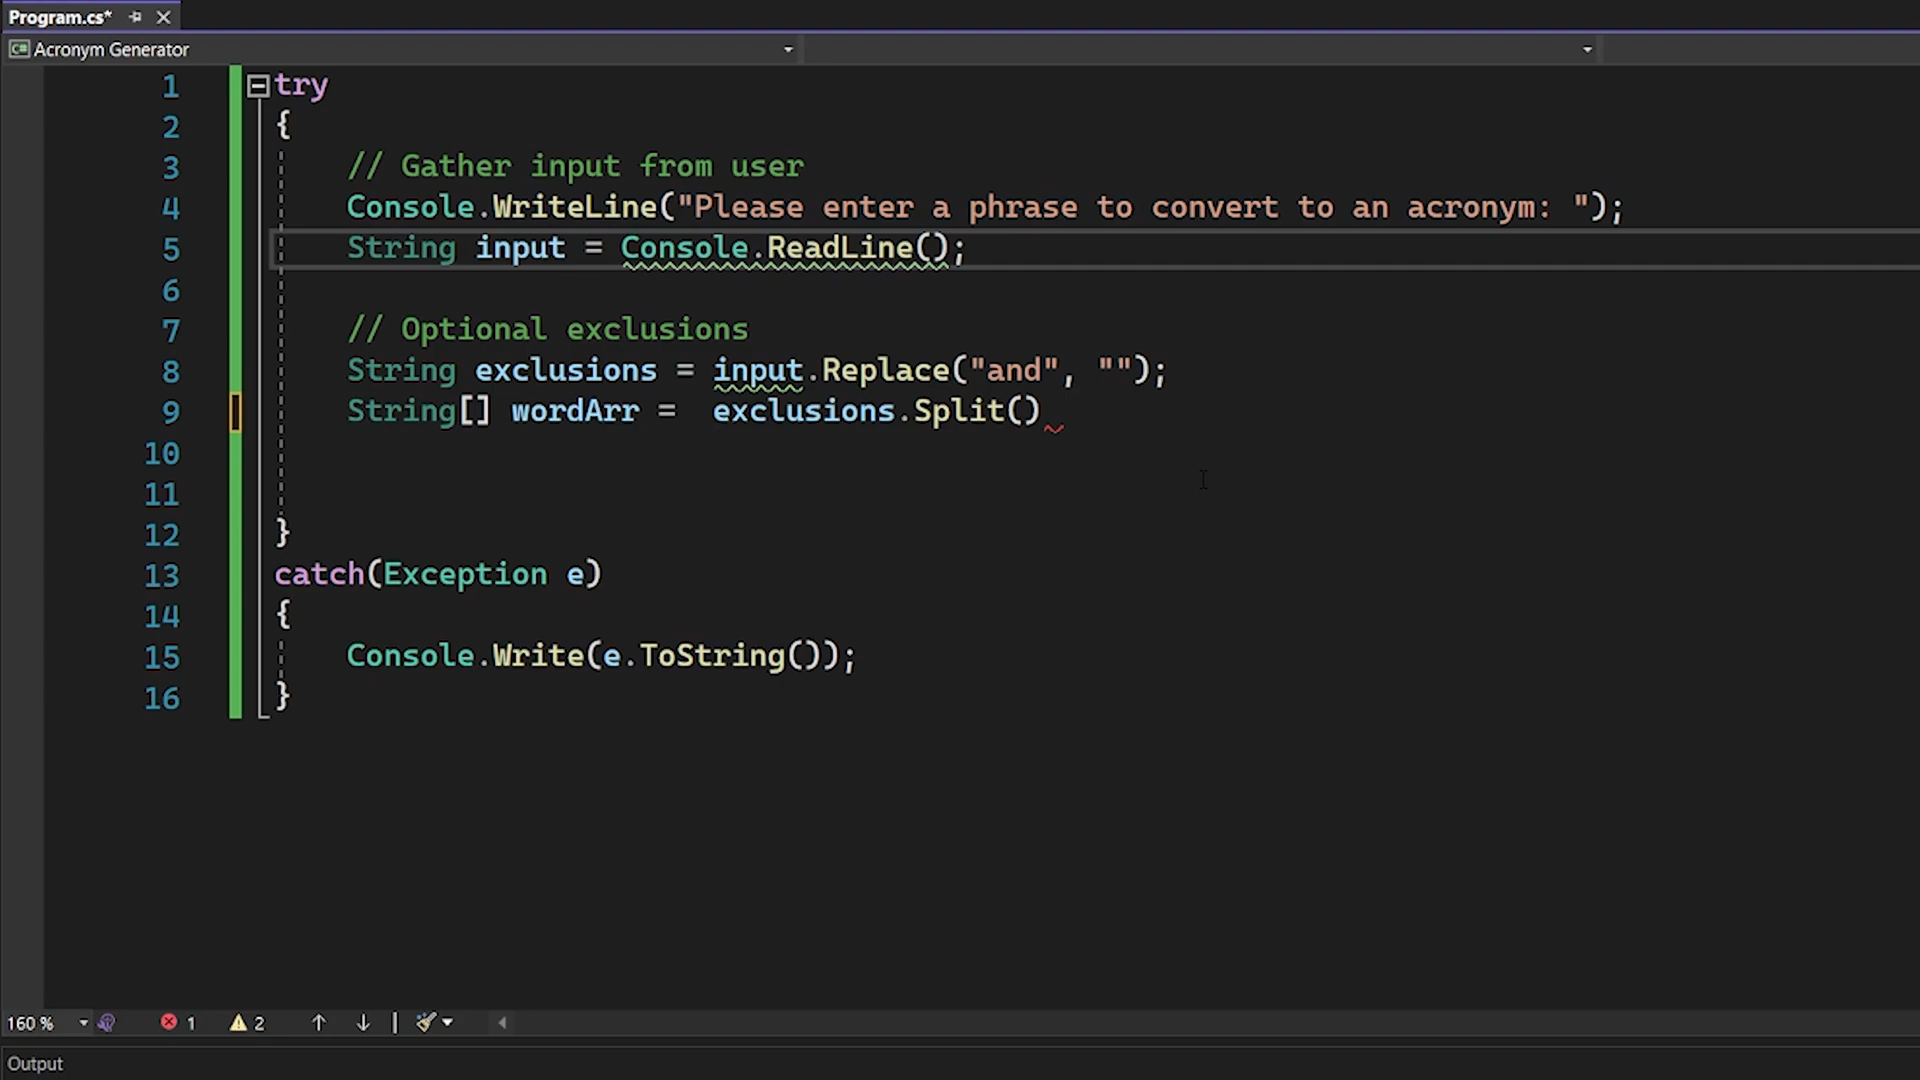 Program.cs*
Acronym Generator
1 try
2 {
3 // Gather input from user
4 Console.WriteLine("Please enter a phrase to convert to an acronym: ");
5 String input = Console.ReadLine();
6
7 // Optional exclusions
8 String exclusions = input.Replace("and", "");
9 String[] wordArr =  exclusions.Split()
10
11
12 }
13 catch(Exception e)
14 {
15 Console.Write(e.ToString());
16 }
160 % 1 2
Output